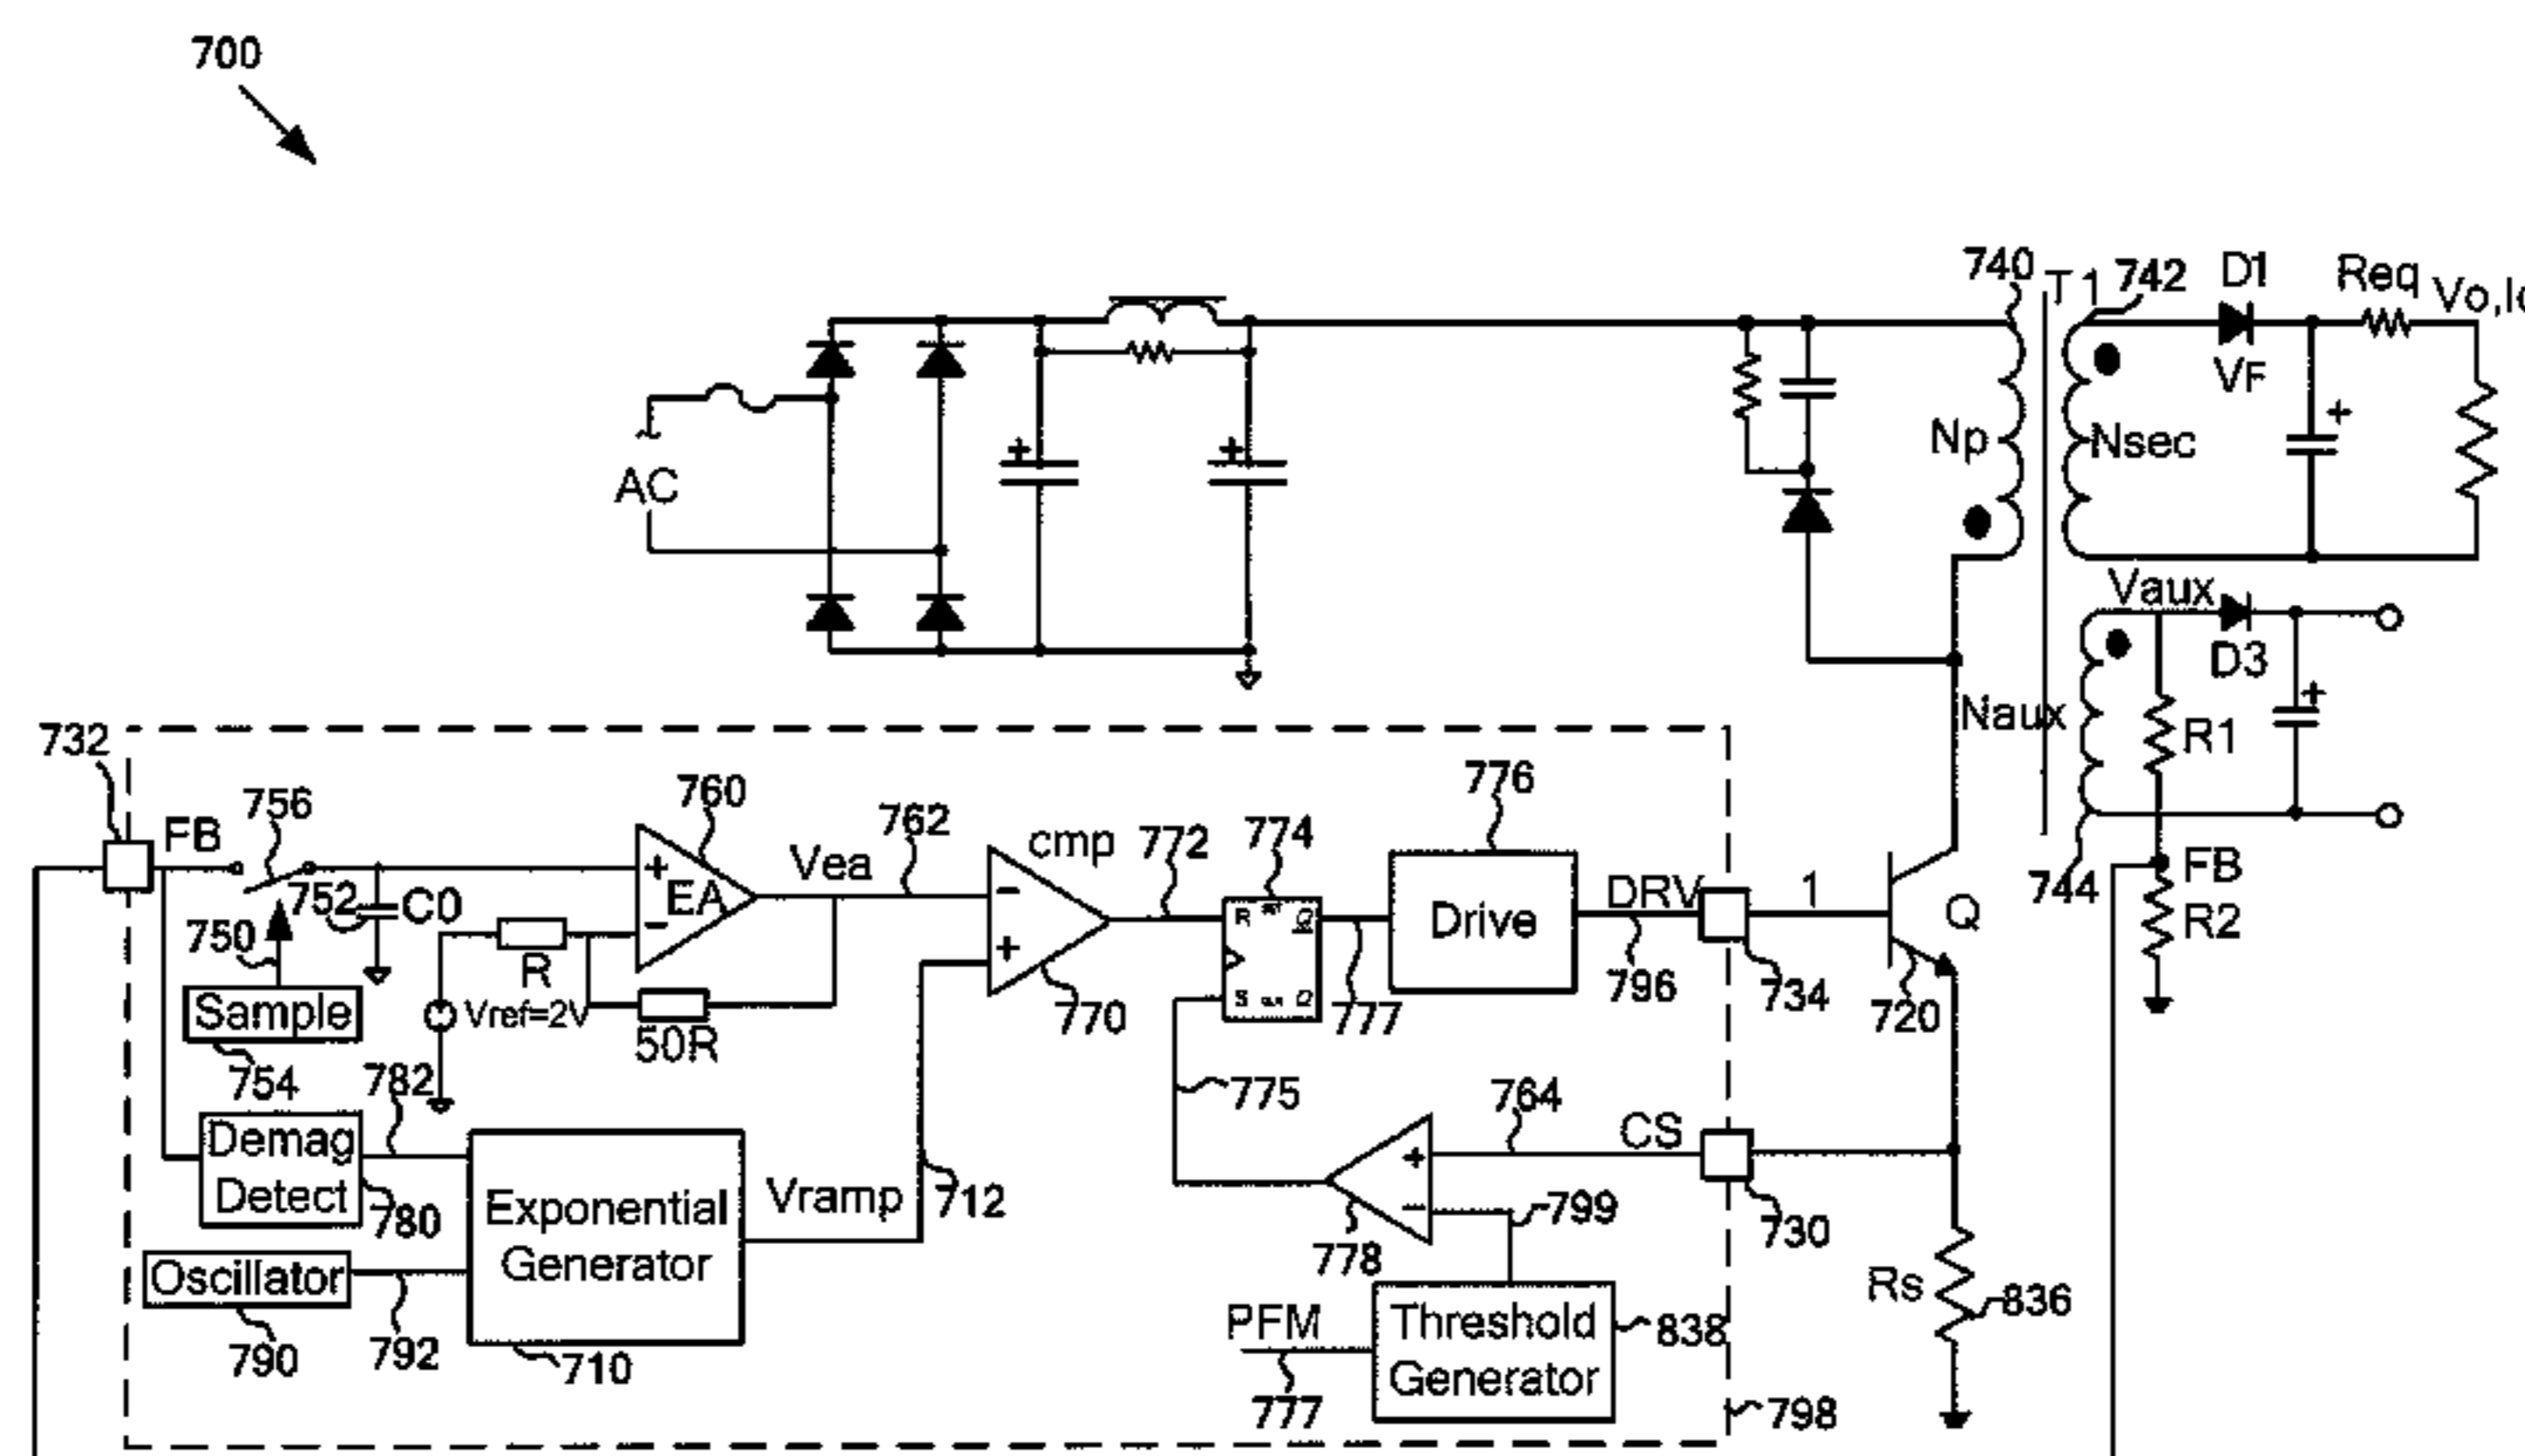 700
740
T1
742
D1
Req
Vo,Io
VF
Np
Nsec
AC
Vaux
D3
Naux
R1
744
FB
R2
732
FB
756
760
EA
Vea
762
cmp
772
774
776
752
C0
750
R
Vref=2V
50R
770
R
Q
S
Q
777
Drive
DRV
796
734
1
Q
720
Sample
754
782
775
764
CS
Demag
Detect
780
Exponential
Generator
Vramp
712
778
799
730
Oscillator
790
792
710
PFM
777
Threshold
Generator
838
Rs
836
798